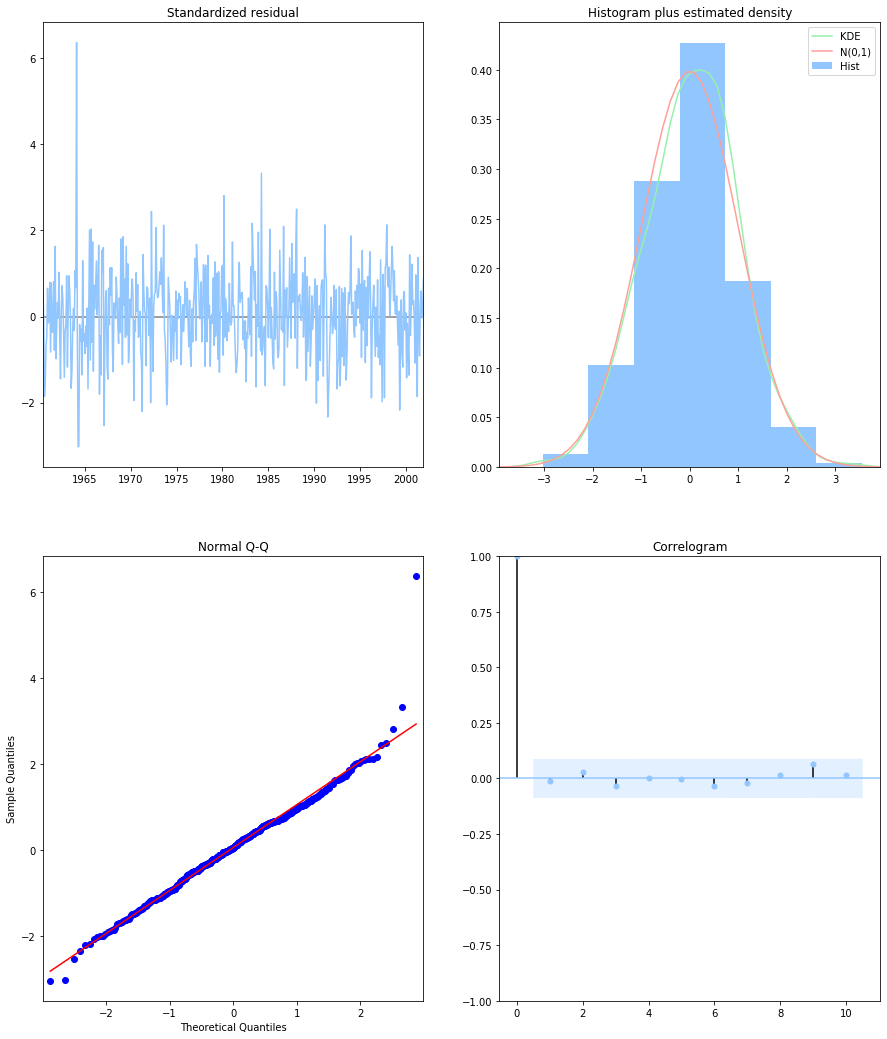 Standardized residual
6
4
2
0
−2
1965 1970 1975 1980 1985 1990 1995 2000
Histogram plus estimated density
KDE
N(0,1)
Hist
0.40
0.35
0.30
0.25
0.20
0.15
0.10
0.05
0.00
−3 −2 −1 0 1 2 3
Normal Q-Q
Sample Quantiles
6
4
2
0
−2
−2 −1 0 1 2
Theoretical Quantiles
Correlogram
1.00
0.75
0.50
0.25
0.00
−0.25
−0.50
−0.75
−1.00
0 2 4 6 8 10